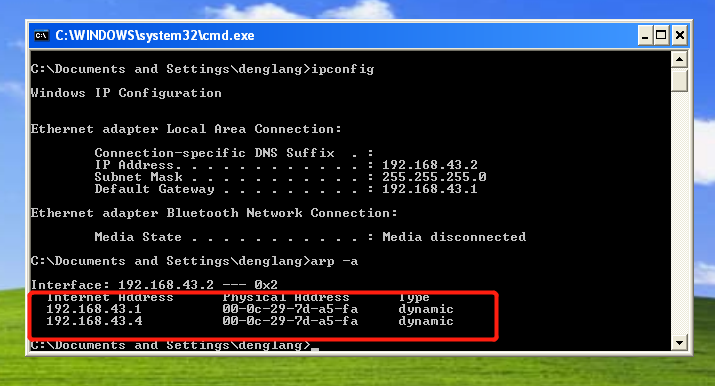 C:\WINDOWS\system32\cmd.exe
C:\Documents and Settings\denglang>ipconfig
Windows IP Configuration
Ethernet adapter Local Area Connection:
Connection-specific DNS Suffix  . :
IP Address. . . . . . . . . . . . : 192.168.43.2
Subnet Mask . . . . . . . . . . . : 255.255.255.0
Default Gateway . . . . . . . . . : 192.168.43.1
Ethernet adapter Bluetooth Network Connection:
Media State . . . . . . . . . . . : Media disconnected
C:\Documents and Settings\denglang>arp -a
Interface: 192.168.43.2 --- 0x2
Internet Address      Physical Address      Type
192.168.43.1          00-0c-29-7d-a5-fa     dynamic
192.168.43.4          00-0c-29-7d-a5-fa     dynamic
C:\Documents and Settings\denglang>_